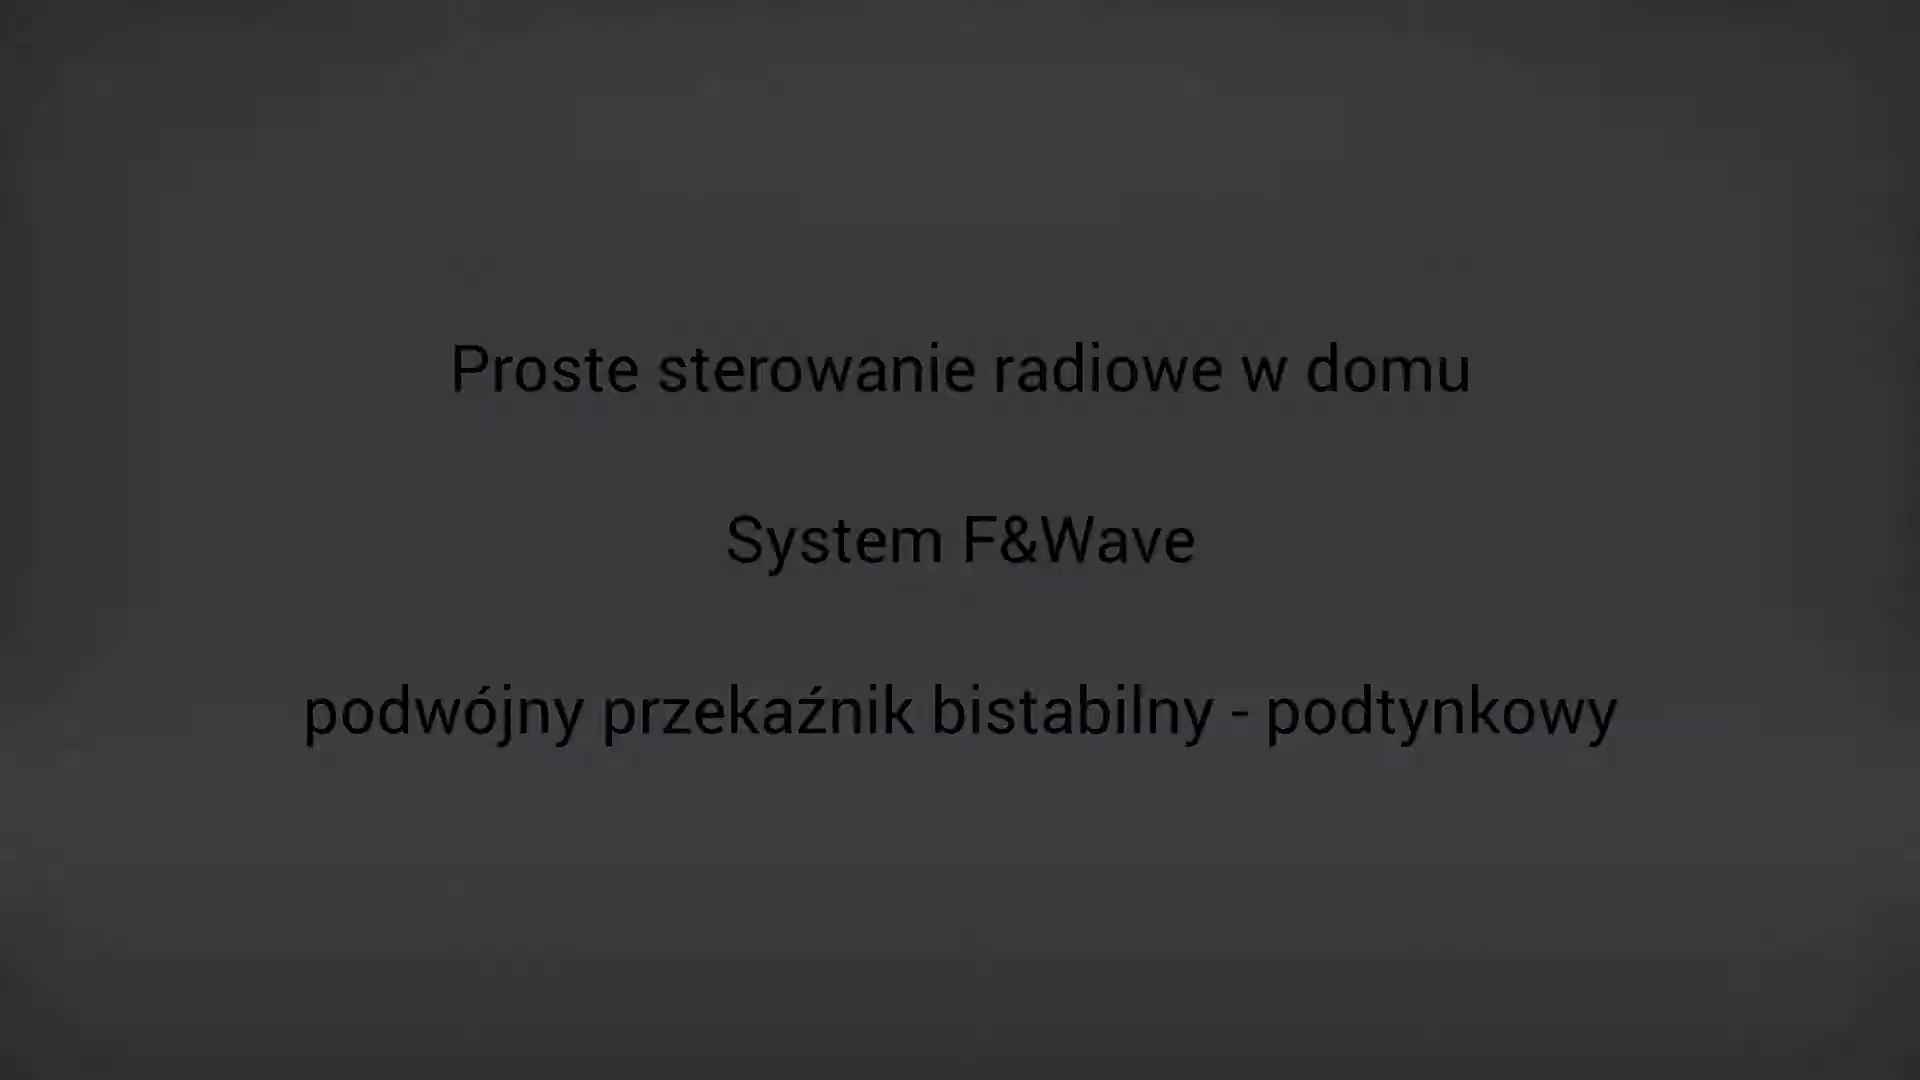 Proste sterowanie radiowe w domu
System F&Wave
podwójny przekaźnik bistabilny - podtynkowy